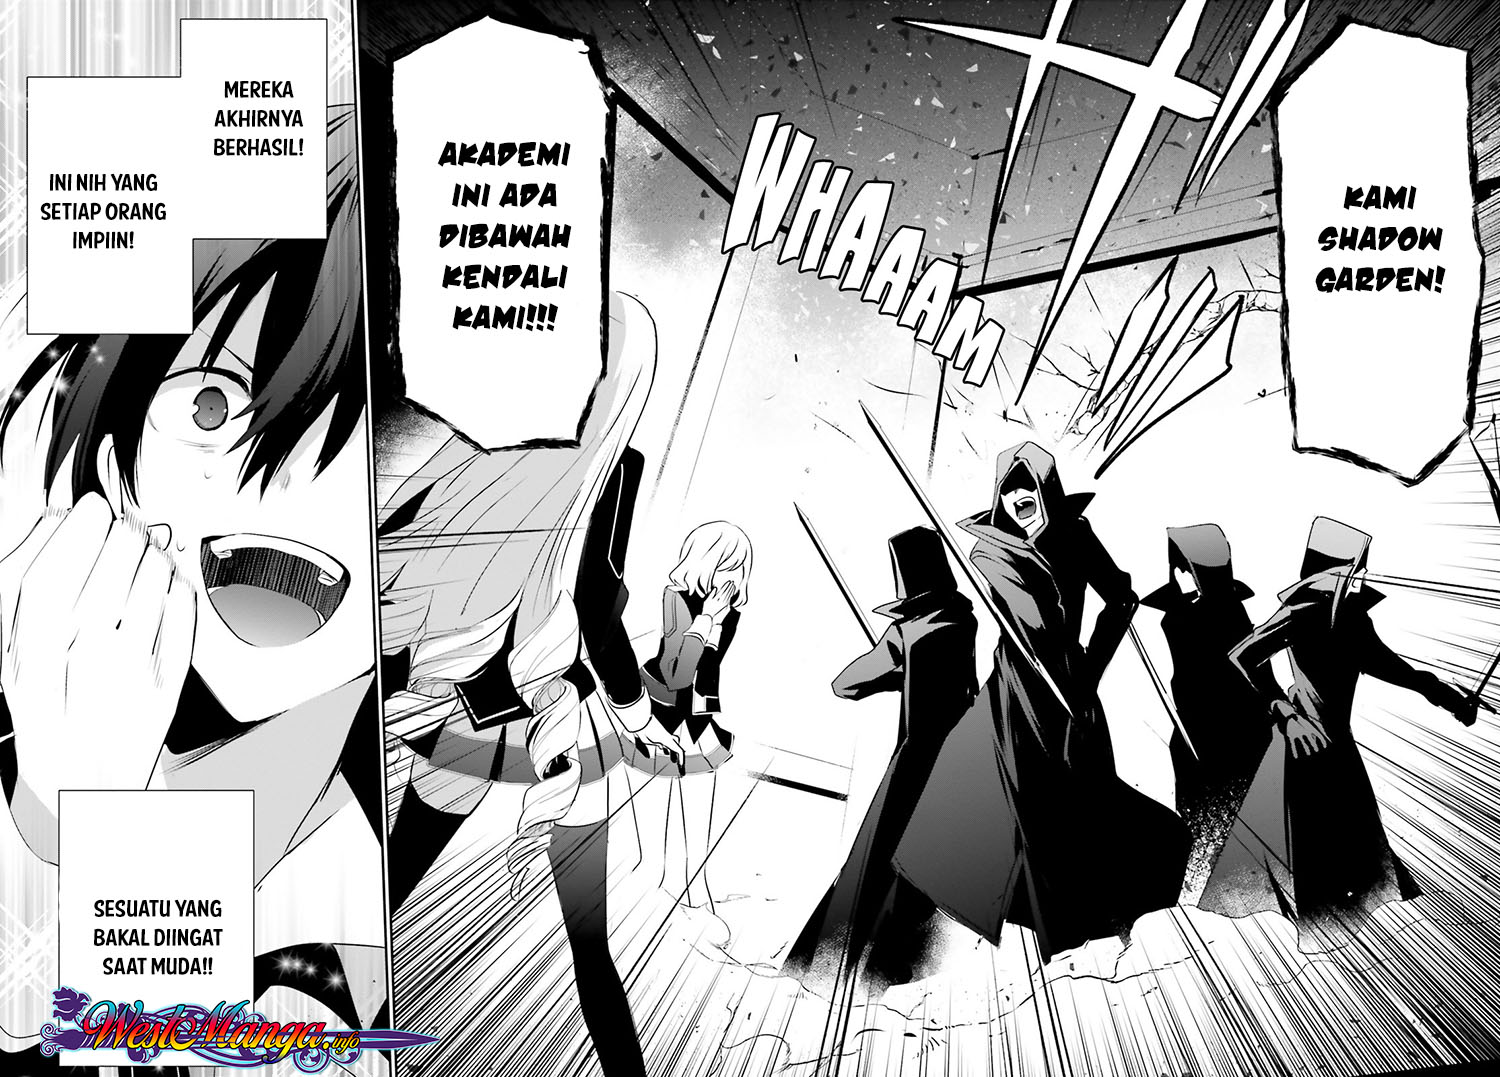 KAMI
SHADOW
GARDEN!
WHAAAM
AKADEMI
INI ADA
DIBAWAH
KENDALI
KAMI!!!
MEREKA
AKHIRNYA
BERHASIL!
INI NIH YANG
SETIAP ORANG
IMPIIN!
SESUATU YANG
BAKAL DIINGAT
SAAT MUDA!!
WestManga.info